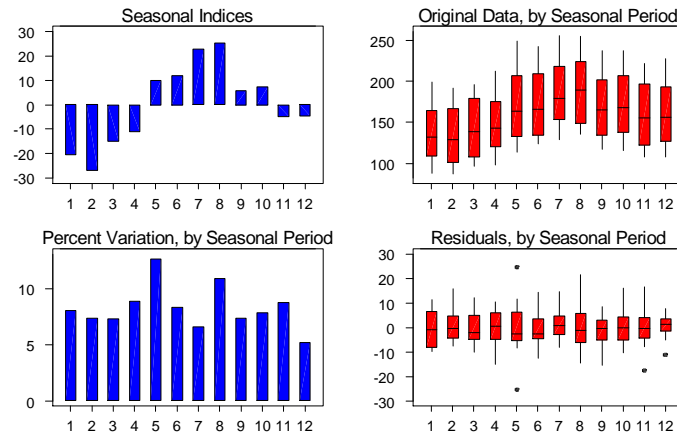 Seasonal Indices
30
20
10
0
-10
-20
-30
1 2 3 4 5 6 7 8 9 10 11 12
Original Data, by Seasonal Period
250
200
150
100
1 2 3 4 5 6 7 8 9 10 11 12
Percent Variation, by Seasonal Period
10
5
0
1 2 3 4 5 6 7 8 9 10 11 12
Residuals, by Seasonal Period
30
20
10
0
-10
-20
-30
1 2 3 4 5 6 7 8 9 10 11 12